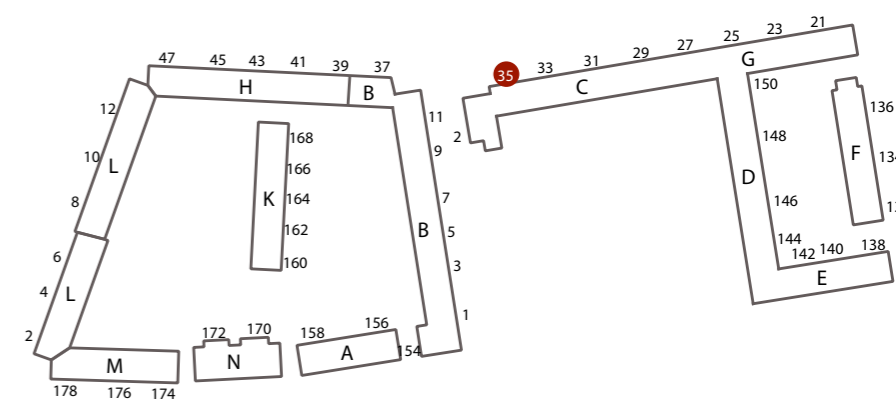 47 45 43 41 39 37
H B
12 10 8 L
6 4 2 L
168 166 164 162 160
K
11 9 7 5 3 1
B
172 170
N
158 156 154
A
M
178 176 174
35 33 31 29 27 25 23 21
C G
2
150 148 146 144 142 140 138
D E
136
F